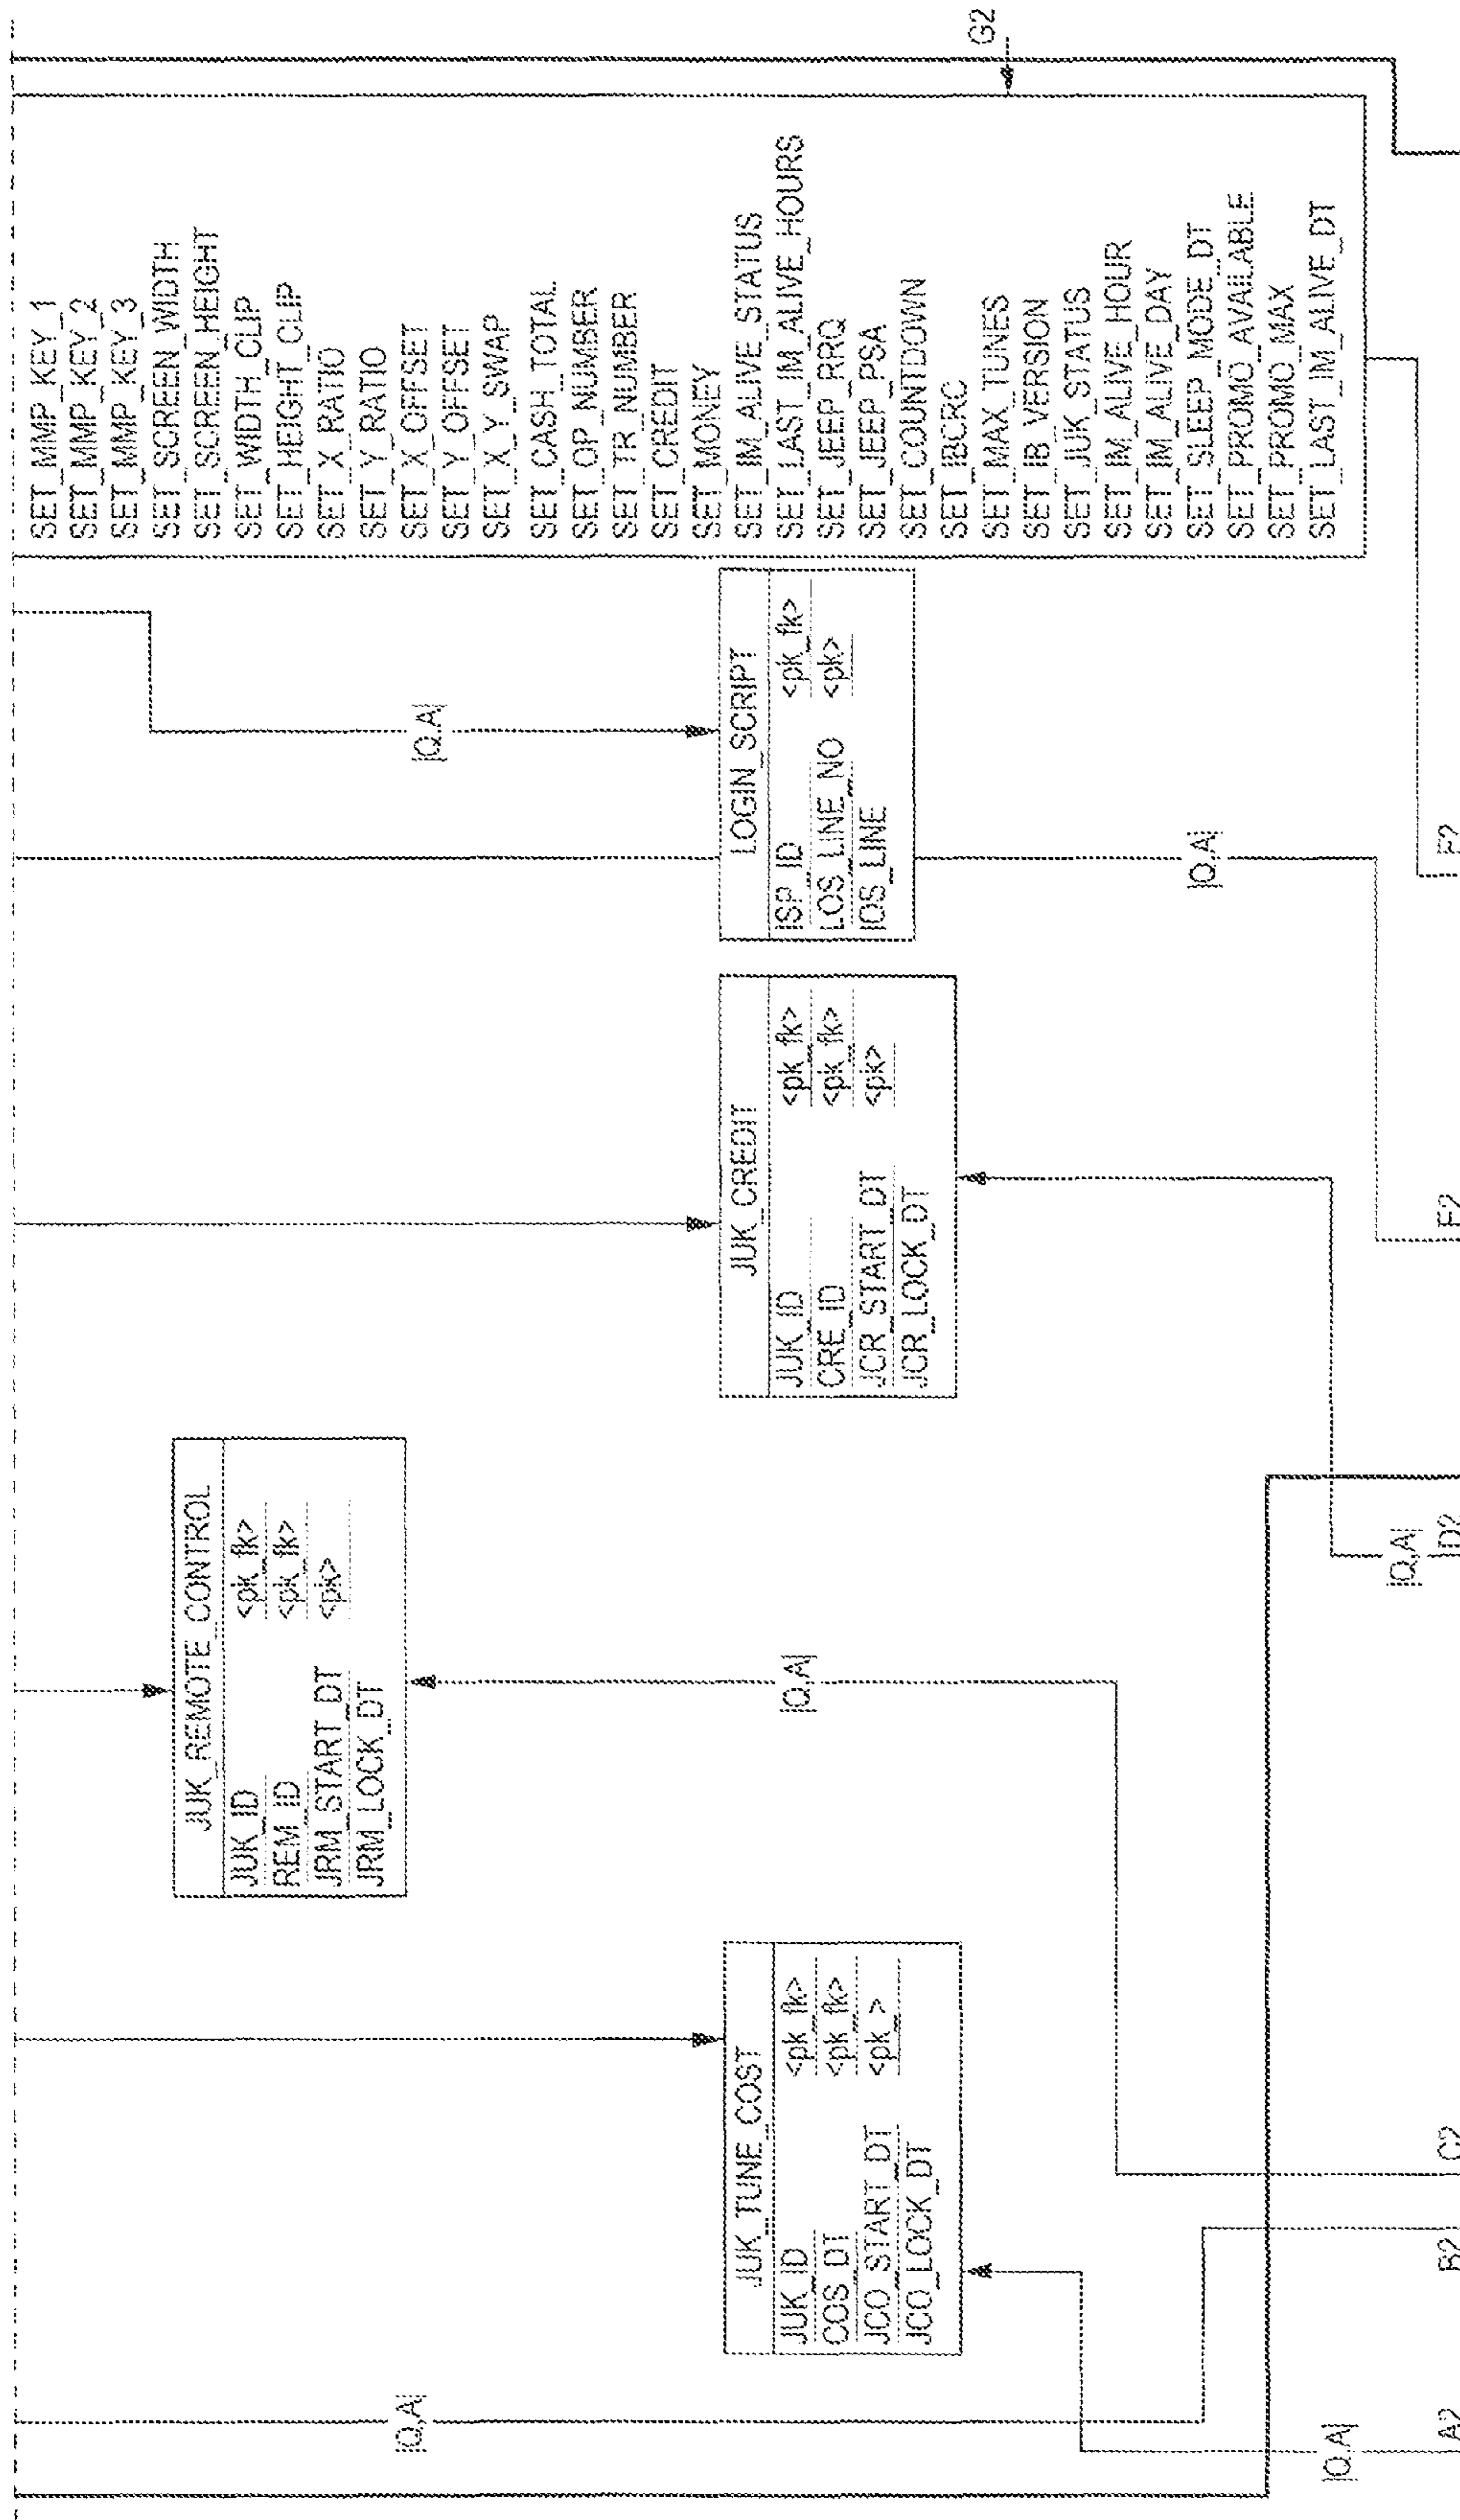 JUK_TUNE_COST
JUK_ID <pk_fk>
COS_DT <pk_fk>
JCO_START_DT <pk_>
JCO_LOCK_DT
JUK_REMOTE_CONTROL
JUK_ID <pk_fk>
REM_ID <pk_fk>
JRM_START_DT <pk>
JRM_LOCK_DT
JUK_CREDIT
JUK_ID <pk_fk>
CRE_ID <pk_fk>
JCR_START_DT <pk>
JCR_LOCK_DT
LOGIN_SCRIPT
ISP_ID <pk_fk>
LOS_LINE_NO <pk>
IOS_LINE
SET_MMP_KEY_1
SET_MMP_KEY_2
SET_MMP_KEY_3
SET_SCREEN_WIDTH
SET_SCREEN_HEIGHT
SET_WIDTH_CLIP
SET_HEIGHT_CLIP
SET_X_RATIO
SET_Y_RATIO
SET_X_OFFSET
SET_Y_OFFSET
SET_X_Y_SWAP
SET_CASH_TOTAL
SET_OP_NUMBER
SET_TR_NUMBER
SET_CREDIT
SET_MONEY
SET_IM_ALIVE_STATUS
SET_LAST_IM_ALIVE_HOURS
SET_JEEP_RRQ
SET_JEEP_PSA
SET_COUNTDOWN
SET_IBCRC
SET_MAX_TUNES
SET_IB_VERSION
SET_JUK_STATUS
SET_IM_ALIVE_HOUR
SET_IM_ALIVE_DAY
SET_SLEEP_MODE_DT
SET_PROMO_AVAILABLE
SET_PROMO_MAX
SET_LAST_IM_ALIVE_DT
G2
|Q,A|
|Q,A|
|Q,A|
|Q,A|
|Q,A|
|Q,A|
A2
B2
C2
D2
E2
F2